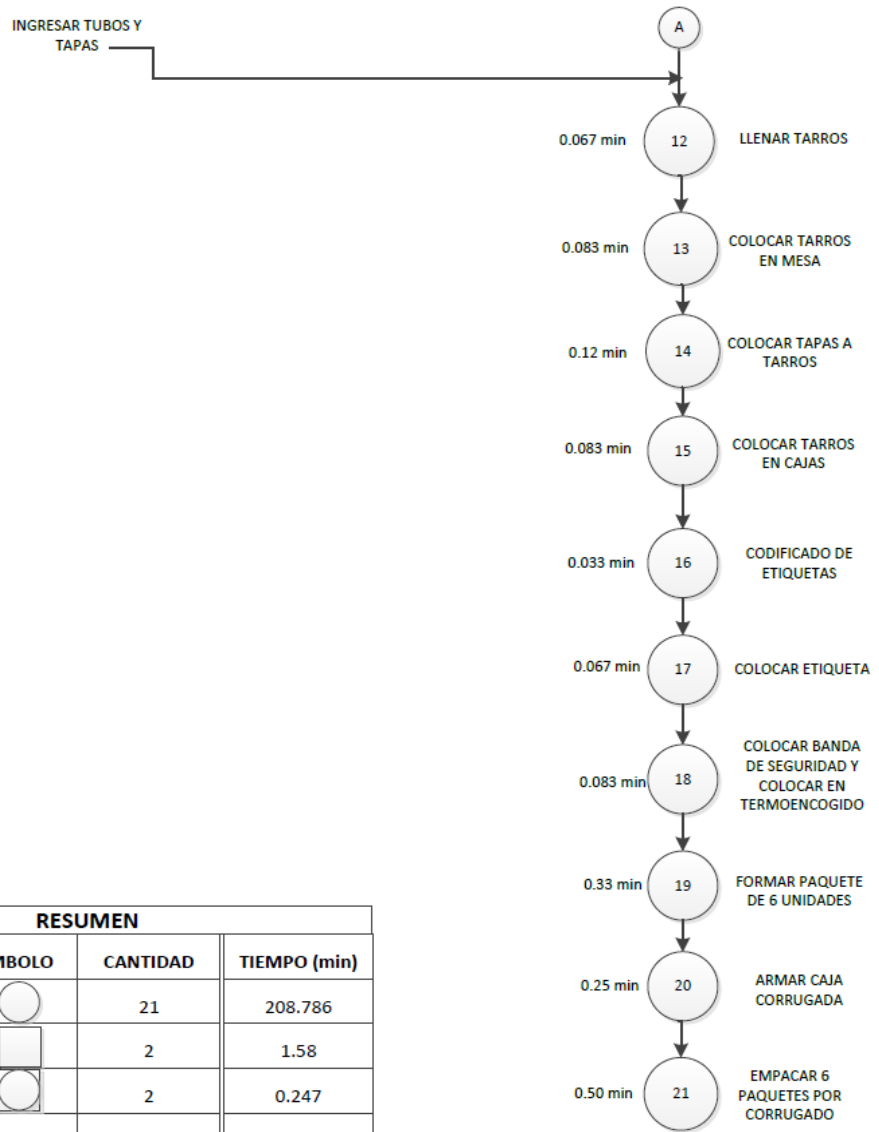 INGRESAR TUBOS Y
TAPAS
A
0.067 min
12
LLENAR TARROS
0.083 min
13
COLOCAR TARROS
EN MESA
0.12 min
14
COLOCAR TAPAS A
TARROS
0.083 min
15
COLOCAR TARROS
EN CAJAS
0.033 min
16
CODIFICADO DE
ETIQUETAS
0.067 min
17
COLOCAR ETIQUETA
0.083 min
18
COLOCAR BANDA
DE SEGURIDAD Y
COLOCAR EN
TERMOENCOGIDO
0.33 min
19
FORMAR PAQUETE
DE 6 UNIDADES
0.25 min
20
ARMAR CAJA
CORRUGADA
0.50 min
21
EMPACAR 6
PAQUETES POR
CORRUGADO
RESUMEN
MBOLO CANTIDAD TIEMPO (min)
21 208.786
2 1.58
2 0.247